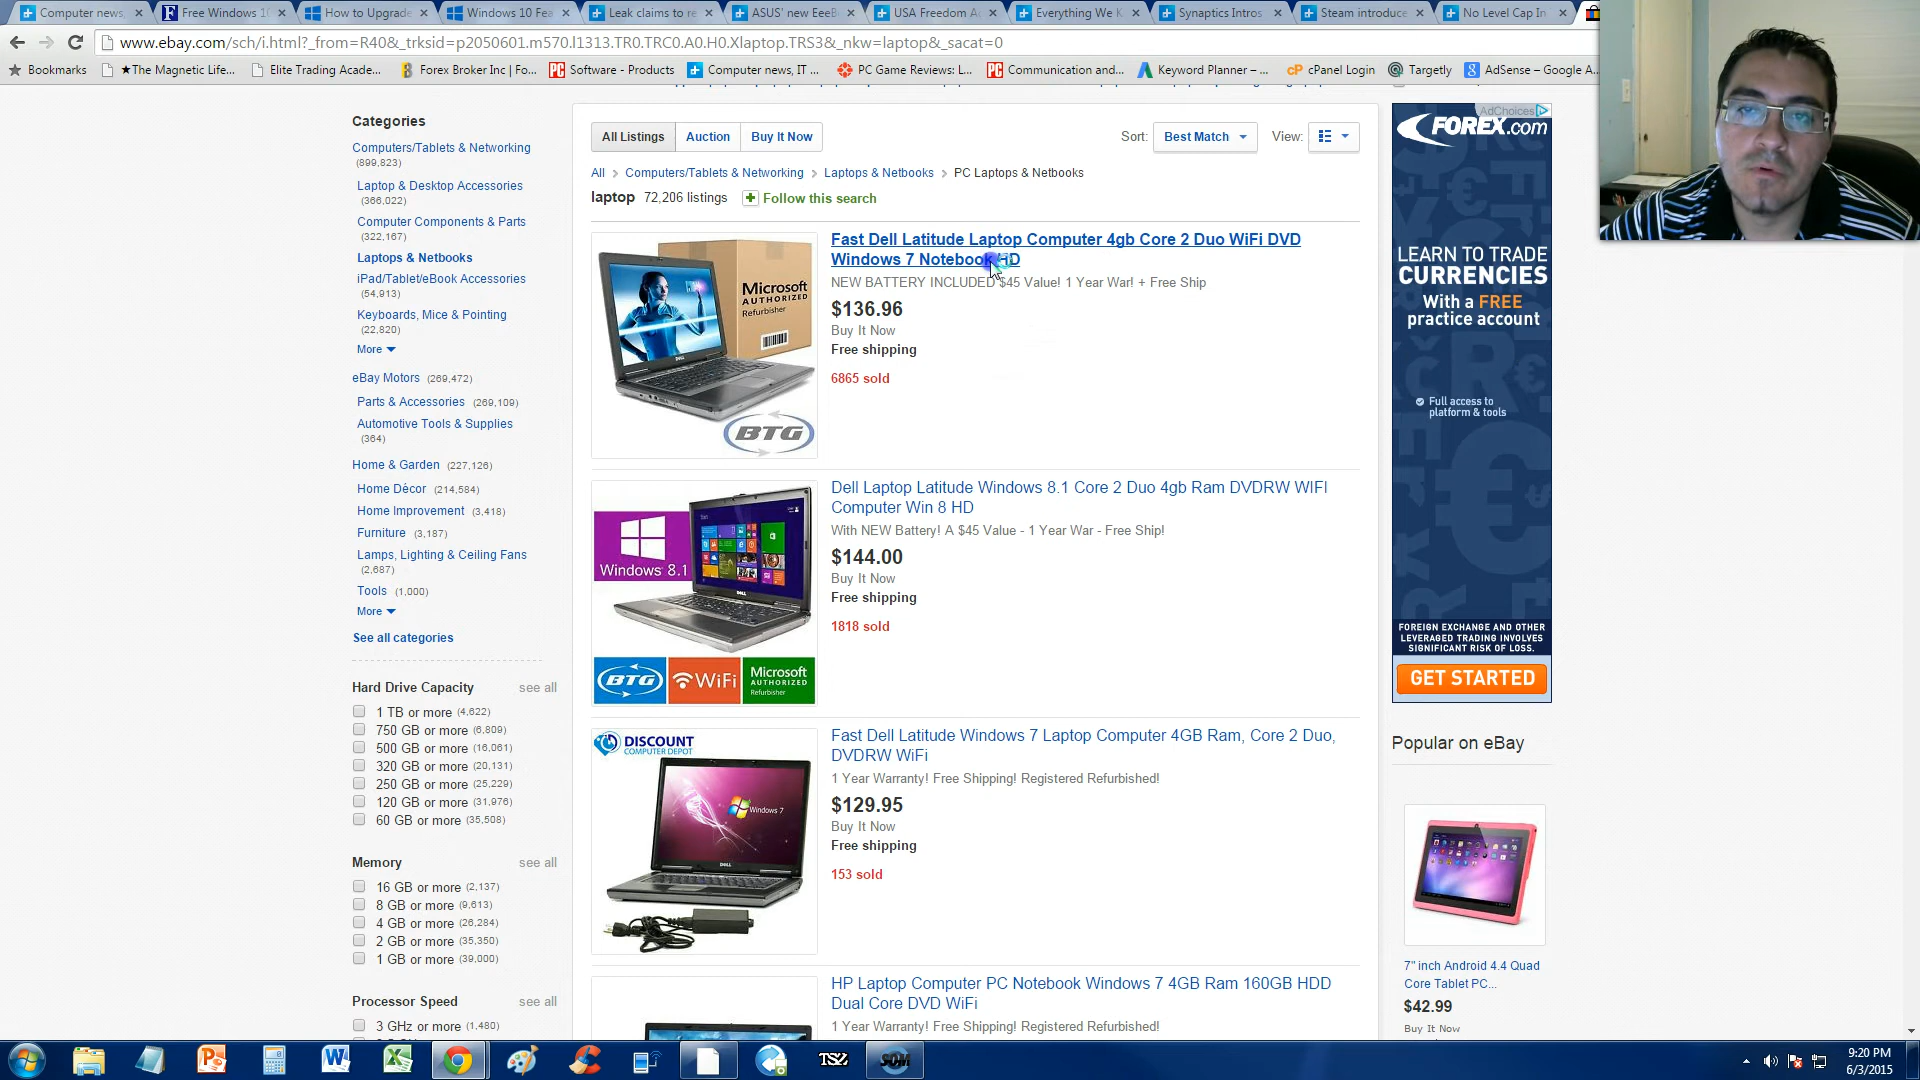 Computer news,
Free Windows 10
How to Upgrade
Windows 10 Fea
Leak claims to re
ASUS' new EeeB
USA Freedom A
Everything We K
Synaptics Intros
Steam introduce
No Level Cap In
www.ebay.com/sch/i.html?_from=R40&_trksid=p2050601.m570.l1313.TR0.TRC0.A0.H0.Xlaptop.TRS3&_nkw=laptop&_sacat=0
Bookmarks
★The Magnetic Life...
Elite Trading Acade...
Forex Broker Inc | Fo...
Software - Products
Computer news, IT ...
PC Game Reviews: L...
Communication and...
Keyword Planner – ...
cPanel Login
Targetly
AdSense – Google A...
Categories
Computers/Tablets & Networking
(899,823)
Laptop & Desktop Accessories
(366,022)
Computer Components & Parts
(322,167)
Laptops & Netbooks
iPad/Tablet/eBook Accessories
(54,913)
Keyboards, Mice & Pointing
(22,820)
More
eBay Motors (269,472)
Parts & Accessories (269,109)
Automotive Tools & Supplies
(364)
Home & Garden (227,126)
Home Décor (214,584)
Home Improvement (3,418)
Furniture (3,187)
Lamps, Lighting & Ceiling Fans
(2,687)
Tools (1,000)
More
See all categories
Hard Drive Capacity see all
1 TB or more (4,622)
750 GB or more (6,809)
500 GB or more (16,061)
320 GB or more (20,131)
250 GB or more (25,229)
120 GB or more (31,976)
60 GB or more (35,508)
Memory see all
16 GB or more (2,137)
8 GB or more (9,613)
4 GB or more (26,284)
2 GB or more (35,350)
1 GB or more (39,000)
Processor Speed see all
3 GHz or more (1,480)
All Listings
Auction
Buy It Now
Sort: Best Match
View:
All > Computers/Tablets & Networking > Laptops & Netbooks > PC Laptops & Netbooks
laptop 72,206 listings Follow this search
Microsoft
AUTHORIZED
Refurbisher
DELL
BTG
Fast Dell Latitude Laptop Computer 4gb Core 2 Duo WiFi DVD
Windows 7 Notebook HD
NEW BATTERY INCLUDED $45 Value! 1 Year War! + Free Ship
$136.96
Buy It Now
Free shipping
6865 sold
Windows 8.1
BTG
WiFi
Microsoft
AUTHORIZED
Refurbisher
Dell Laptop Latitude Windows 8.1 Core 2 Duo 4gb Ram DVDRW WIFI
Computer Win 8 HD
With NEW Battery! A $45 Value - 1 Year War - Free Ship!
$144.00
Buy It Now
Free shipping
1818 sold
DISCOUNT
COMPUTER DEPOT
Windows 7
DELL
Fast Dell Latitude Windows 7 Laptop Computer 4GB Ram, Core 2 Duo,
DVDRW WiFi
1 Year Warranty! Free Shipping! Registered Refurbished!
$129.95
Buy It Now
Free shipping
153 sold
HP Laptop Computer PC Notebook Windows 7 4GB Ram 160GB HDD
Dual Core DVD WiFi
1 Year Warranty! Free Shipping! Registered Refurbished!
AdChoices
FOREX.com
LEARN TO TRADE
CURRENCIES
With a FREE
practice account
Full access to
platform & tools
FOREIGN EXCHANGE AND OTHER
LEVERAGED TRADING INVOLVES
SIGNIFICANT RISK OF LOSS.
GET STARTED
Popular on eBay
7" inch Android 4.4 Quad
Core Tablet PC...
$42.99
Buy It Now
TS2
SOM
9:20 PM
6/3/2015